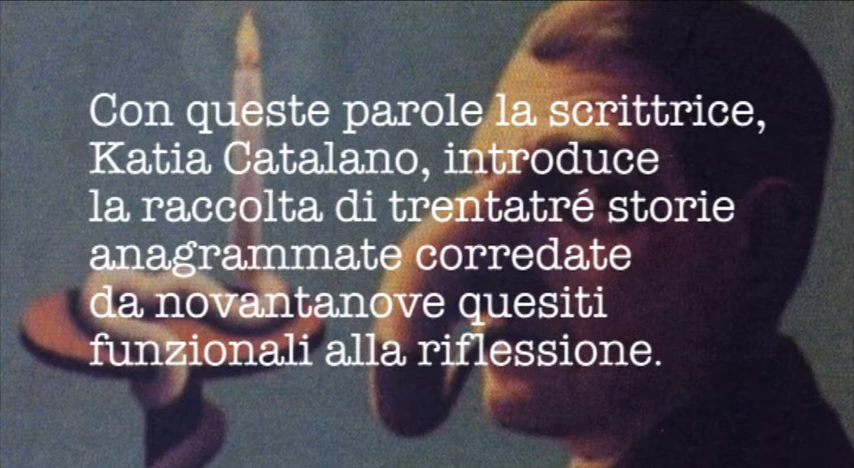 Con queste parole la scrittrice,
Katia Catalano, introduce
la raccolta di trentatré storie
anagrammate corredate
da novantanove quesiti
funzionali alla riflessione.